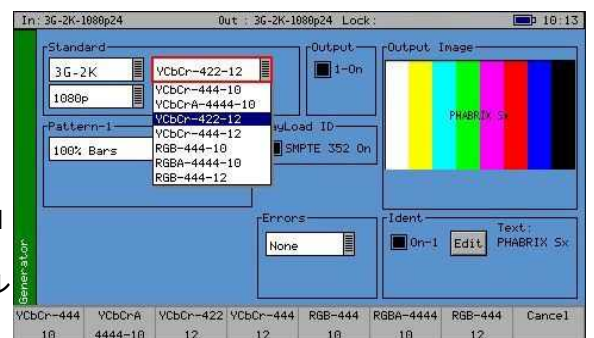 In: 3G-2K-1080p24 Out : 3G-2K-1080p24 Lock: 10:13
Standard
3G-2K
YCbCr-422-12
1080p
YCbCr-444-10
YCbCrA-4444-10
YCbCr-422-12
YCbCr-444-12
RGB-444-10
RGBA-4444-10
RGB-444-12
Output
1-On
Output Image
PHABRIX Sx
Pattern-1
100% Bars
yLoad ID
SMPTE 352 On
Errors
None
Ident
On-1
Edit
Text:
PHABRIX Sx
Generator
ル
YCbCr-444 10
YCbCrA 4444-10
YCbCr-422 12
YCbCr-444 12
RGB-444 10
RGBA-4444 10
RGB-444 12
Cancel